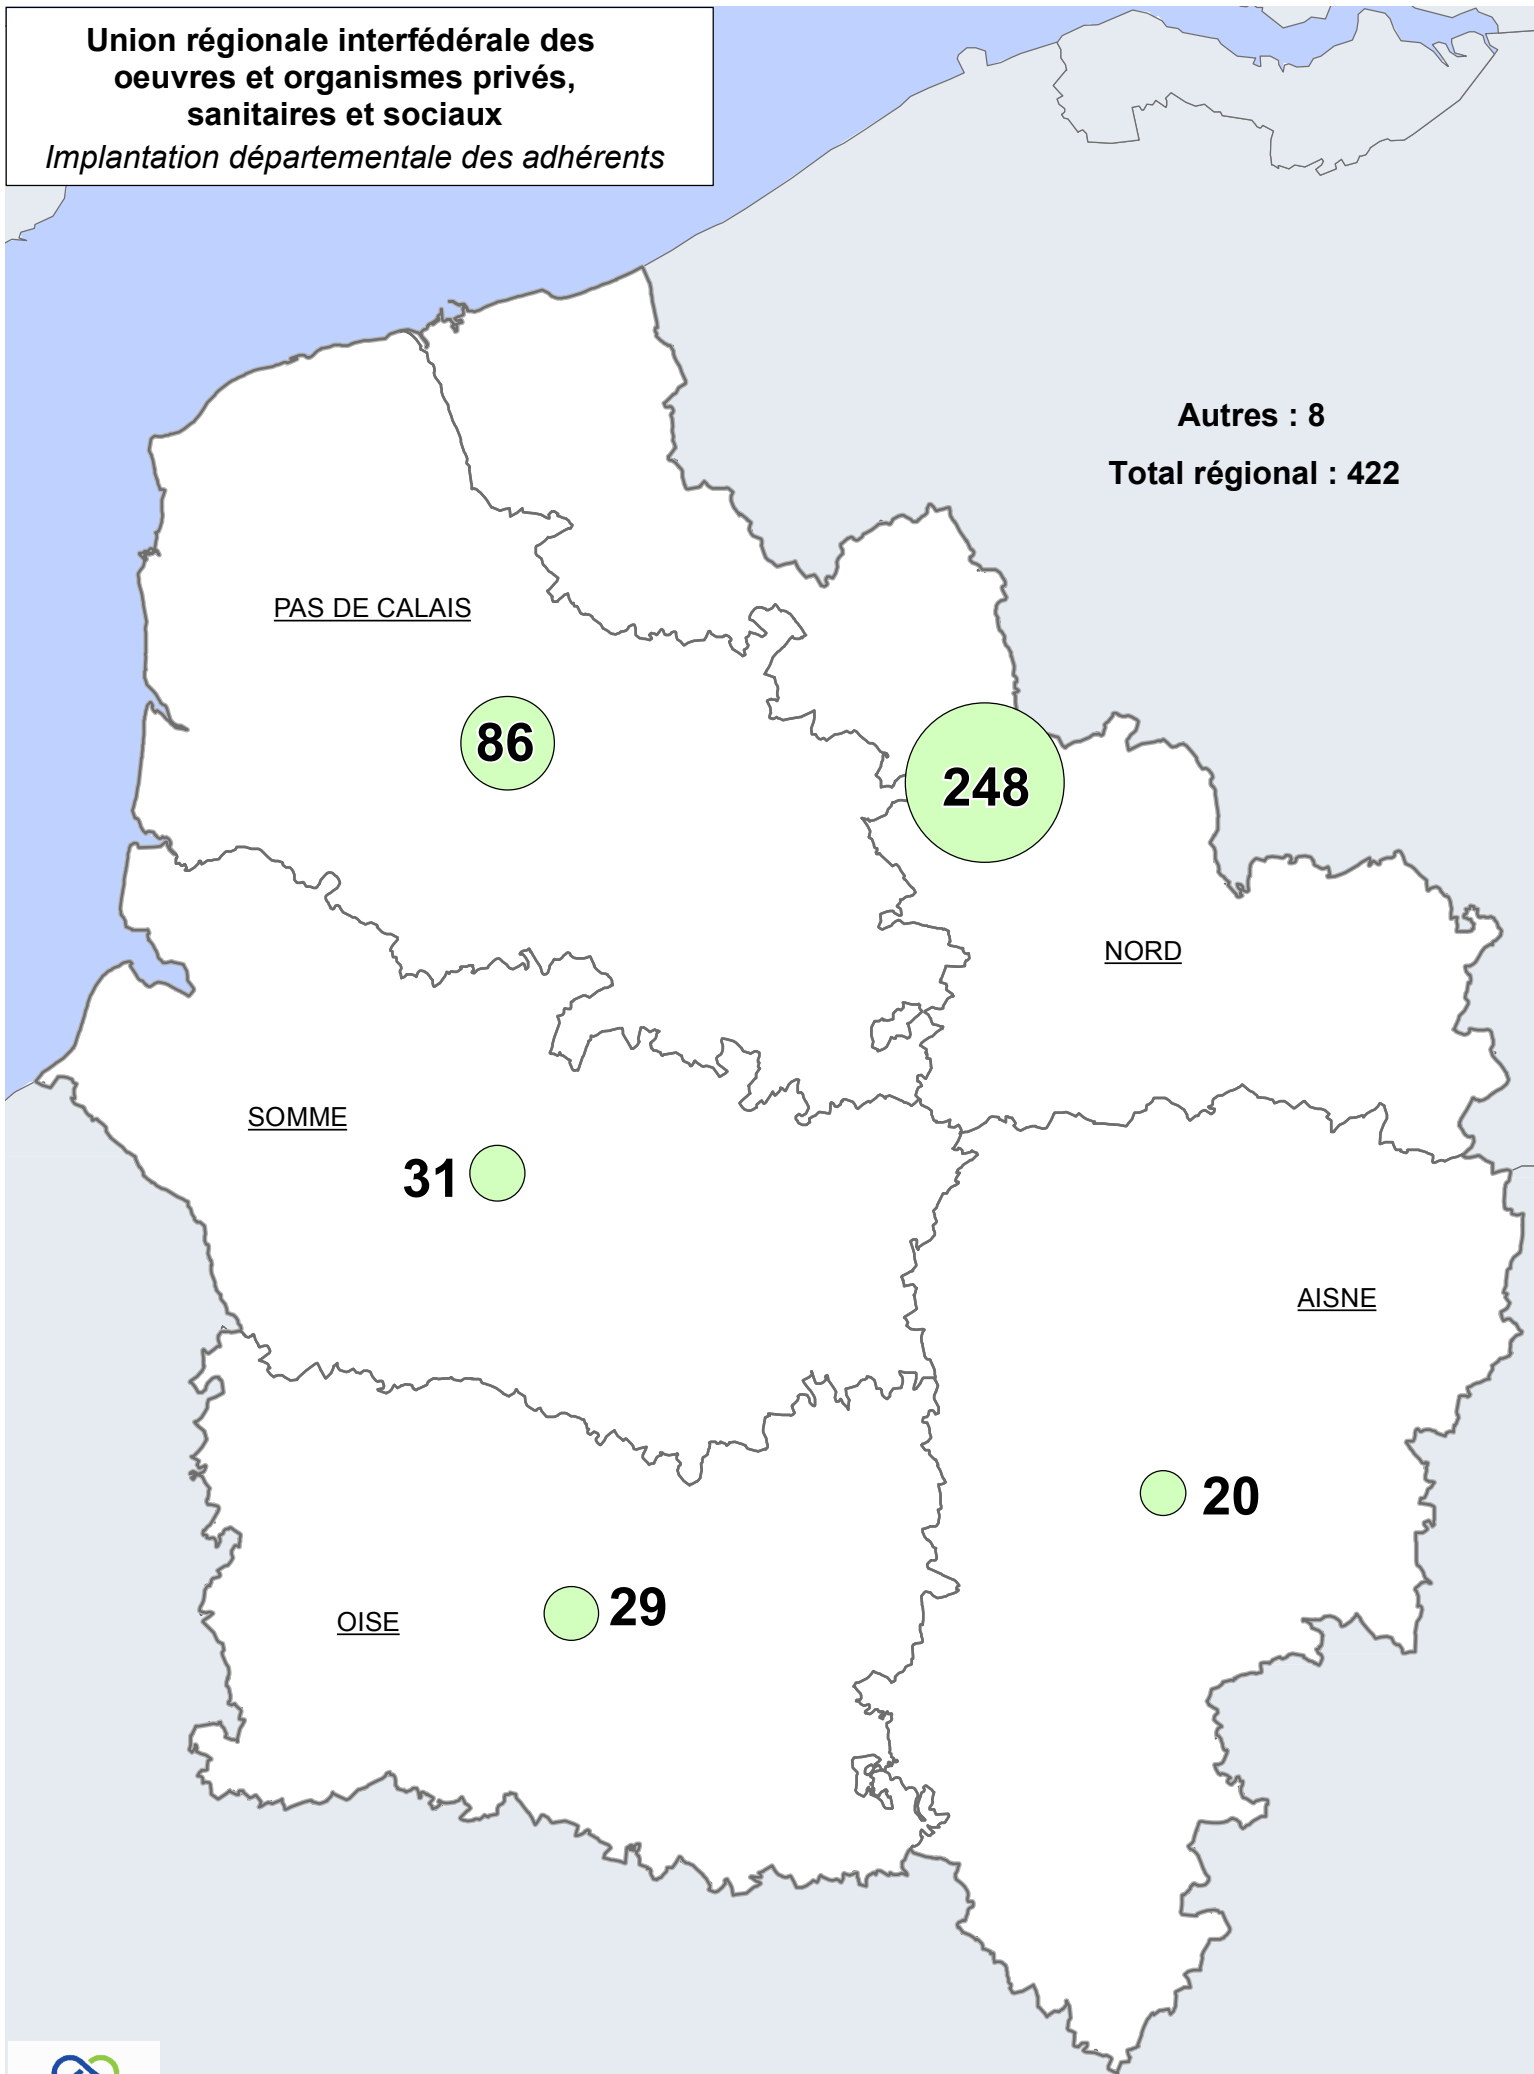 Union régionale interfédérale des
oeuvres et organismes privés,
sanitaires et sociaux
Implantation départementale des adhérents
Autres : 8
Total régional : 422
PAS DE CALAIS
86
248
NORD
SOMME
31
AISNE
20
OISE
29